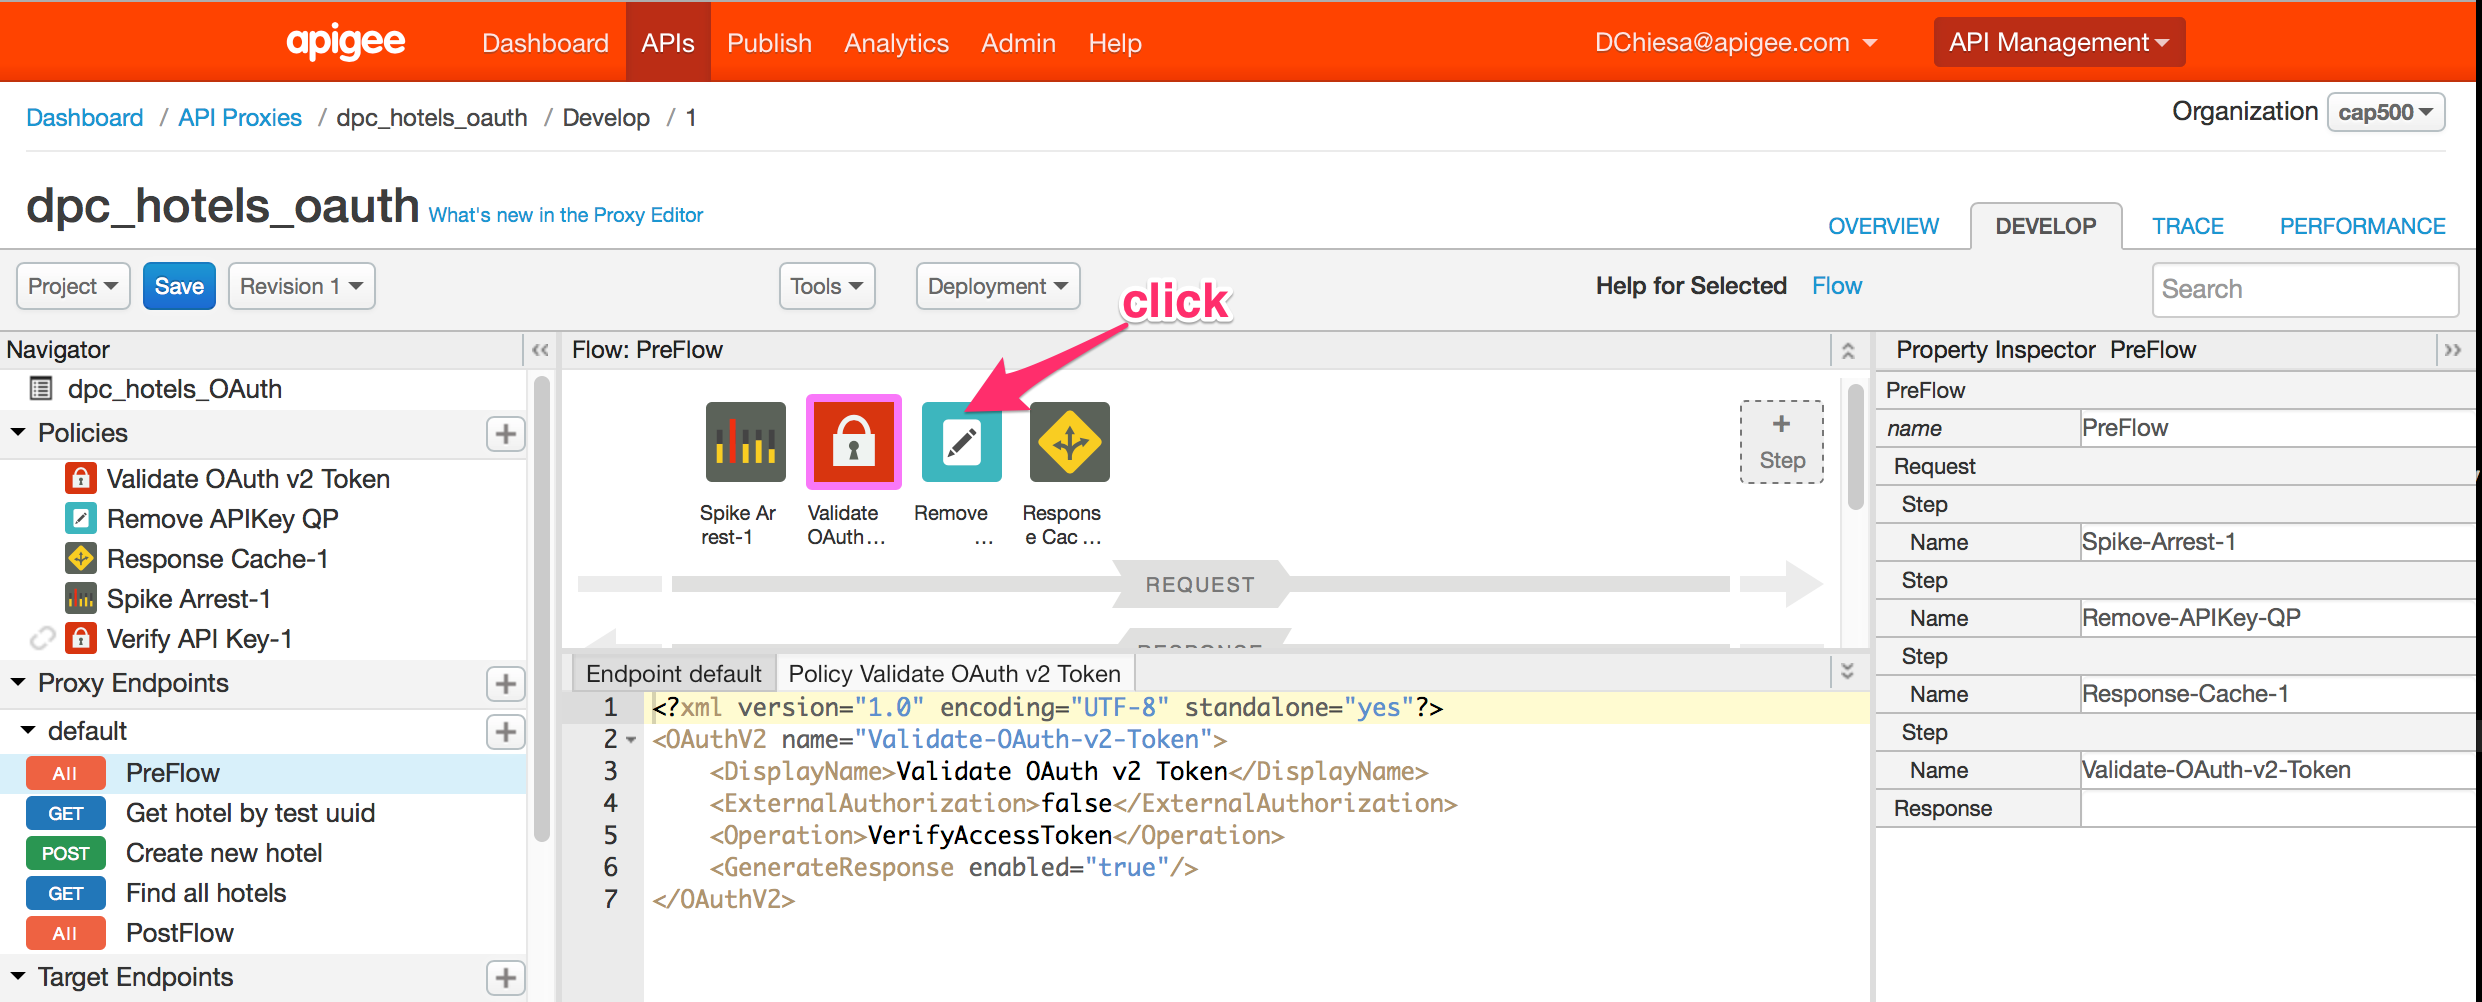 apigee Dashboard APIs Publish Analytics Admin Help DChiesa@apigee.com API Management
Dashboard / API Proxies / dpc_hotels_oauth / Develop / 1
Organization cap500
dpc_hotels_oauth What's new in the Proxy Editor
OVERVIEW DEVELOP TRACE PERFORMANCE
Project Save Revision 1 Tools Deployment Help for Selected Flow Search
click
Navigator
dpc_hotels_OAuth
Policies
Validate OAuth v2 Token
Remove APIKey QP
Response Cache-1
Spike Arrest-1
Verify API Key-1
Proxy Endpoints
default
All PreFlow
GET Get hotel by test uuid
POST Create new hotel
GET Find all hotels
All PostFlow
Target Endpoints
Flow: PreFlow
Spike Ar
rest-1
Validate
OAuth...
Remove
...
Respons
e Cac ...
+
Step
REQUEST
RESPONSE
Endpoint default Policy Validate OAuth v2 Token
1 <?xml version="1.0" encoding="UTF-8" standalone="yes"?>
2 <OAuthV2 name="Validate-OAuth-v2-Token">
3 <DisplayName>Validate OAuth v2 Token</DisplayName>
4 <ExternalAuthorization>false</ExternalAuthorization>
5 <Operation>VerifyAccessToken</Operation>
6 <GenerateResponse enabled="true"/>
7 </OAuthV2>
Property Inspector PreFlow
PreFlow
name PreFlow
Request
Step
Name Spike-Arrest-1
Step
Name Remove-APIKey-QP
Step
Name Response-Cache-1
Step
Name Validate-OAuth-v2-Token
Response